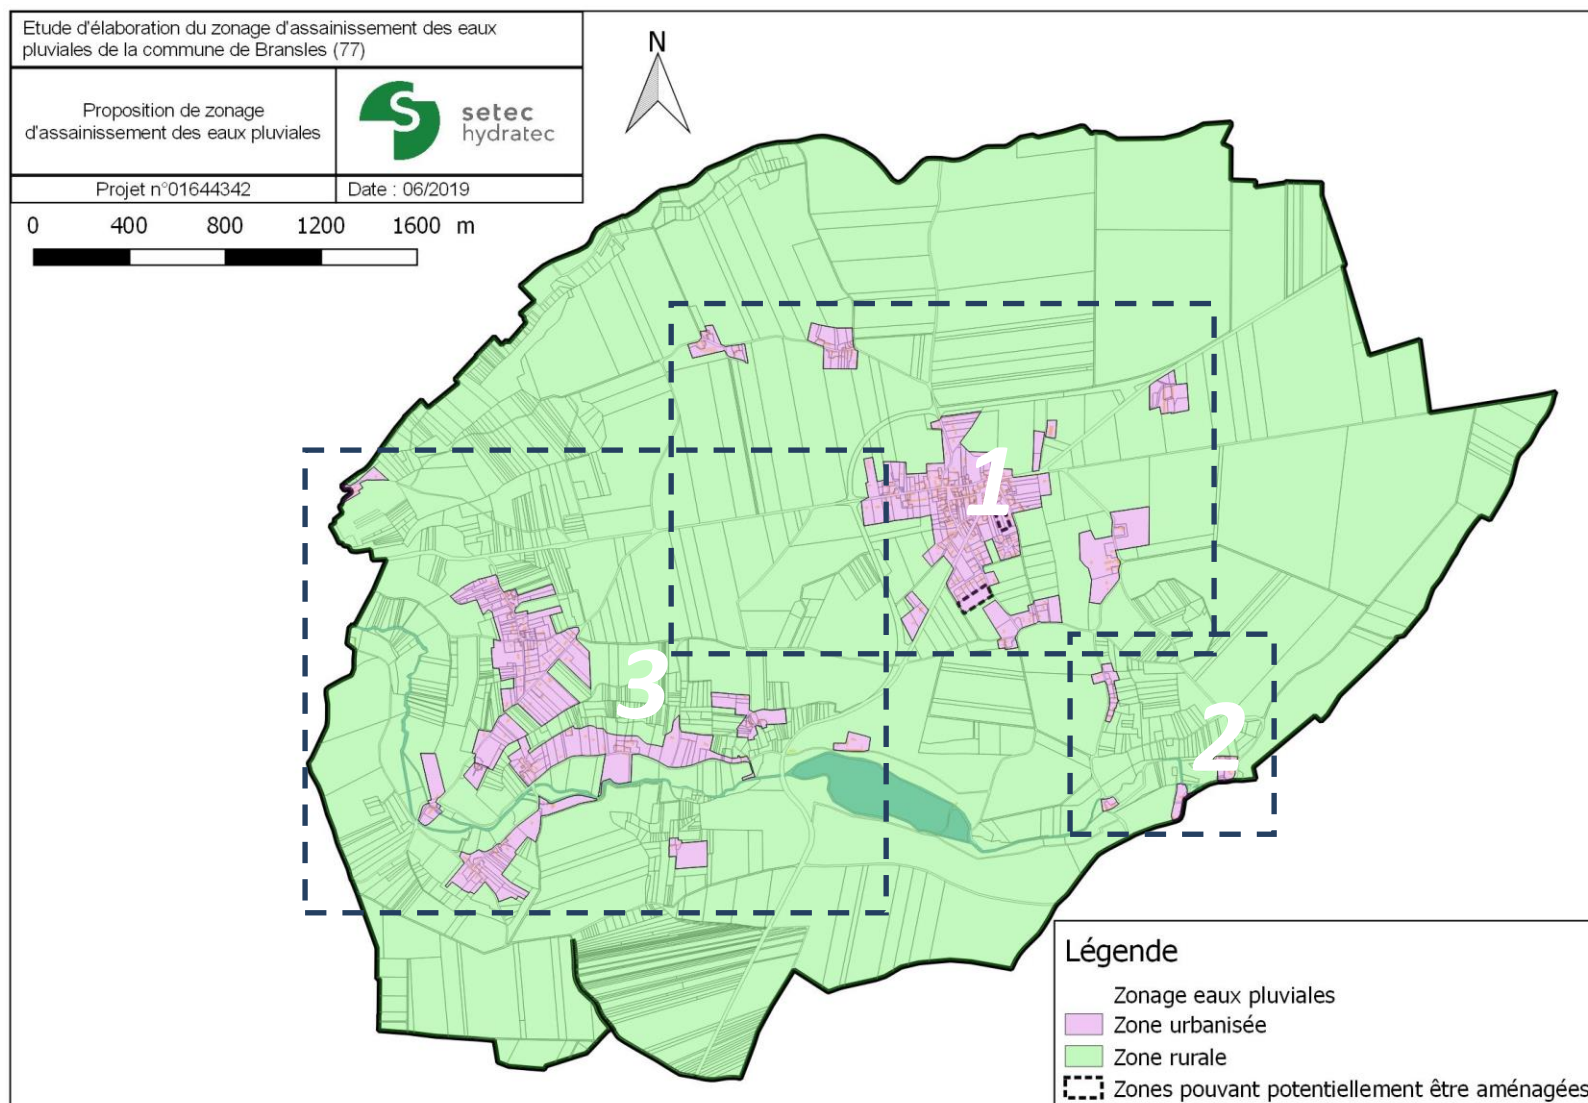 Etude d'élaboration du zonage d'assainissement des eaux
pluviales de la commune de Bransles (77)
Proposition de zonage
d'assainissement des eaux pluviales
S
setec
hydratec
Projet n°01644342
Date : 06/2019
N
0 400 800 1200 1600 m
1
2
3
Légende
Zonage eaux pluviales
Zone urbanisée
Zone rurale
Zones pouvant potentiellement être aménagées